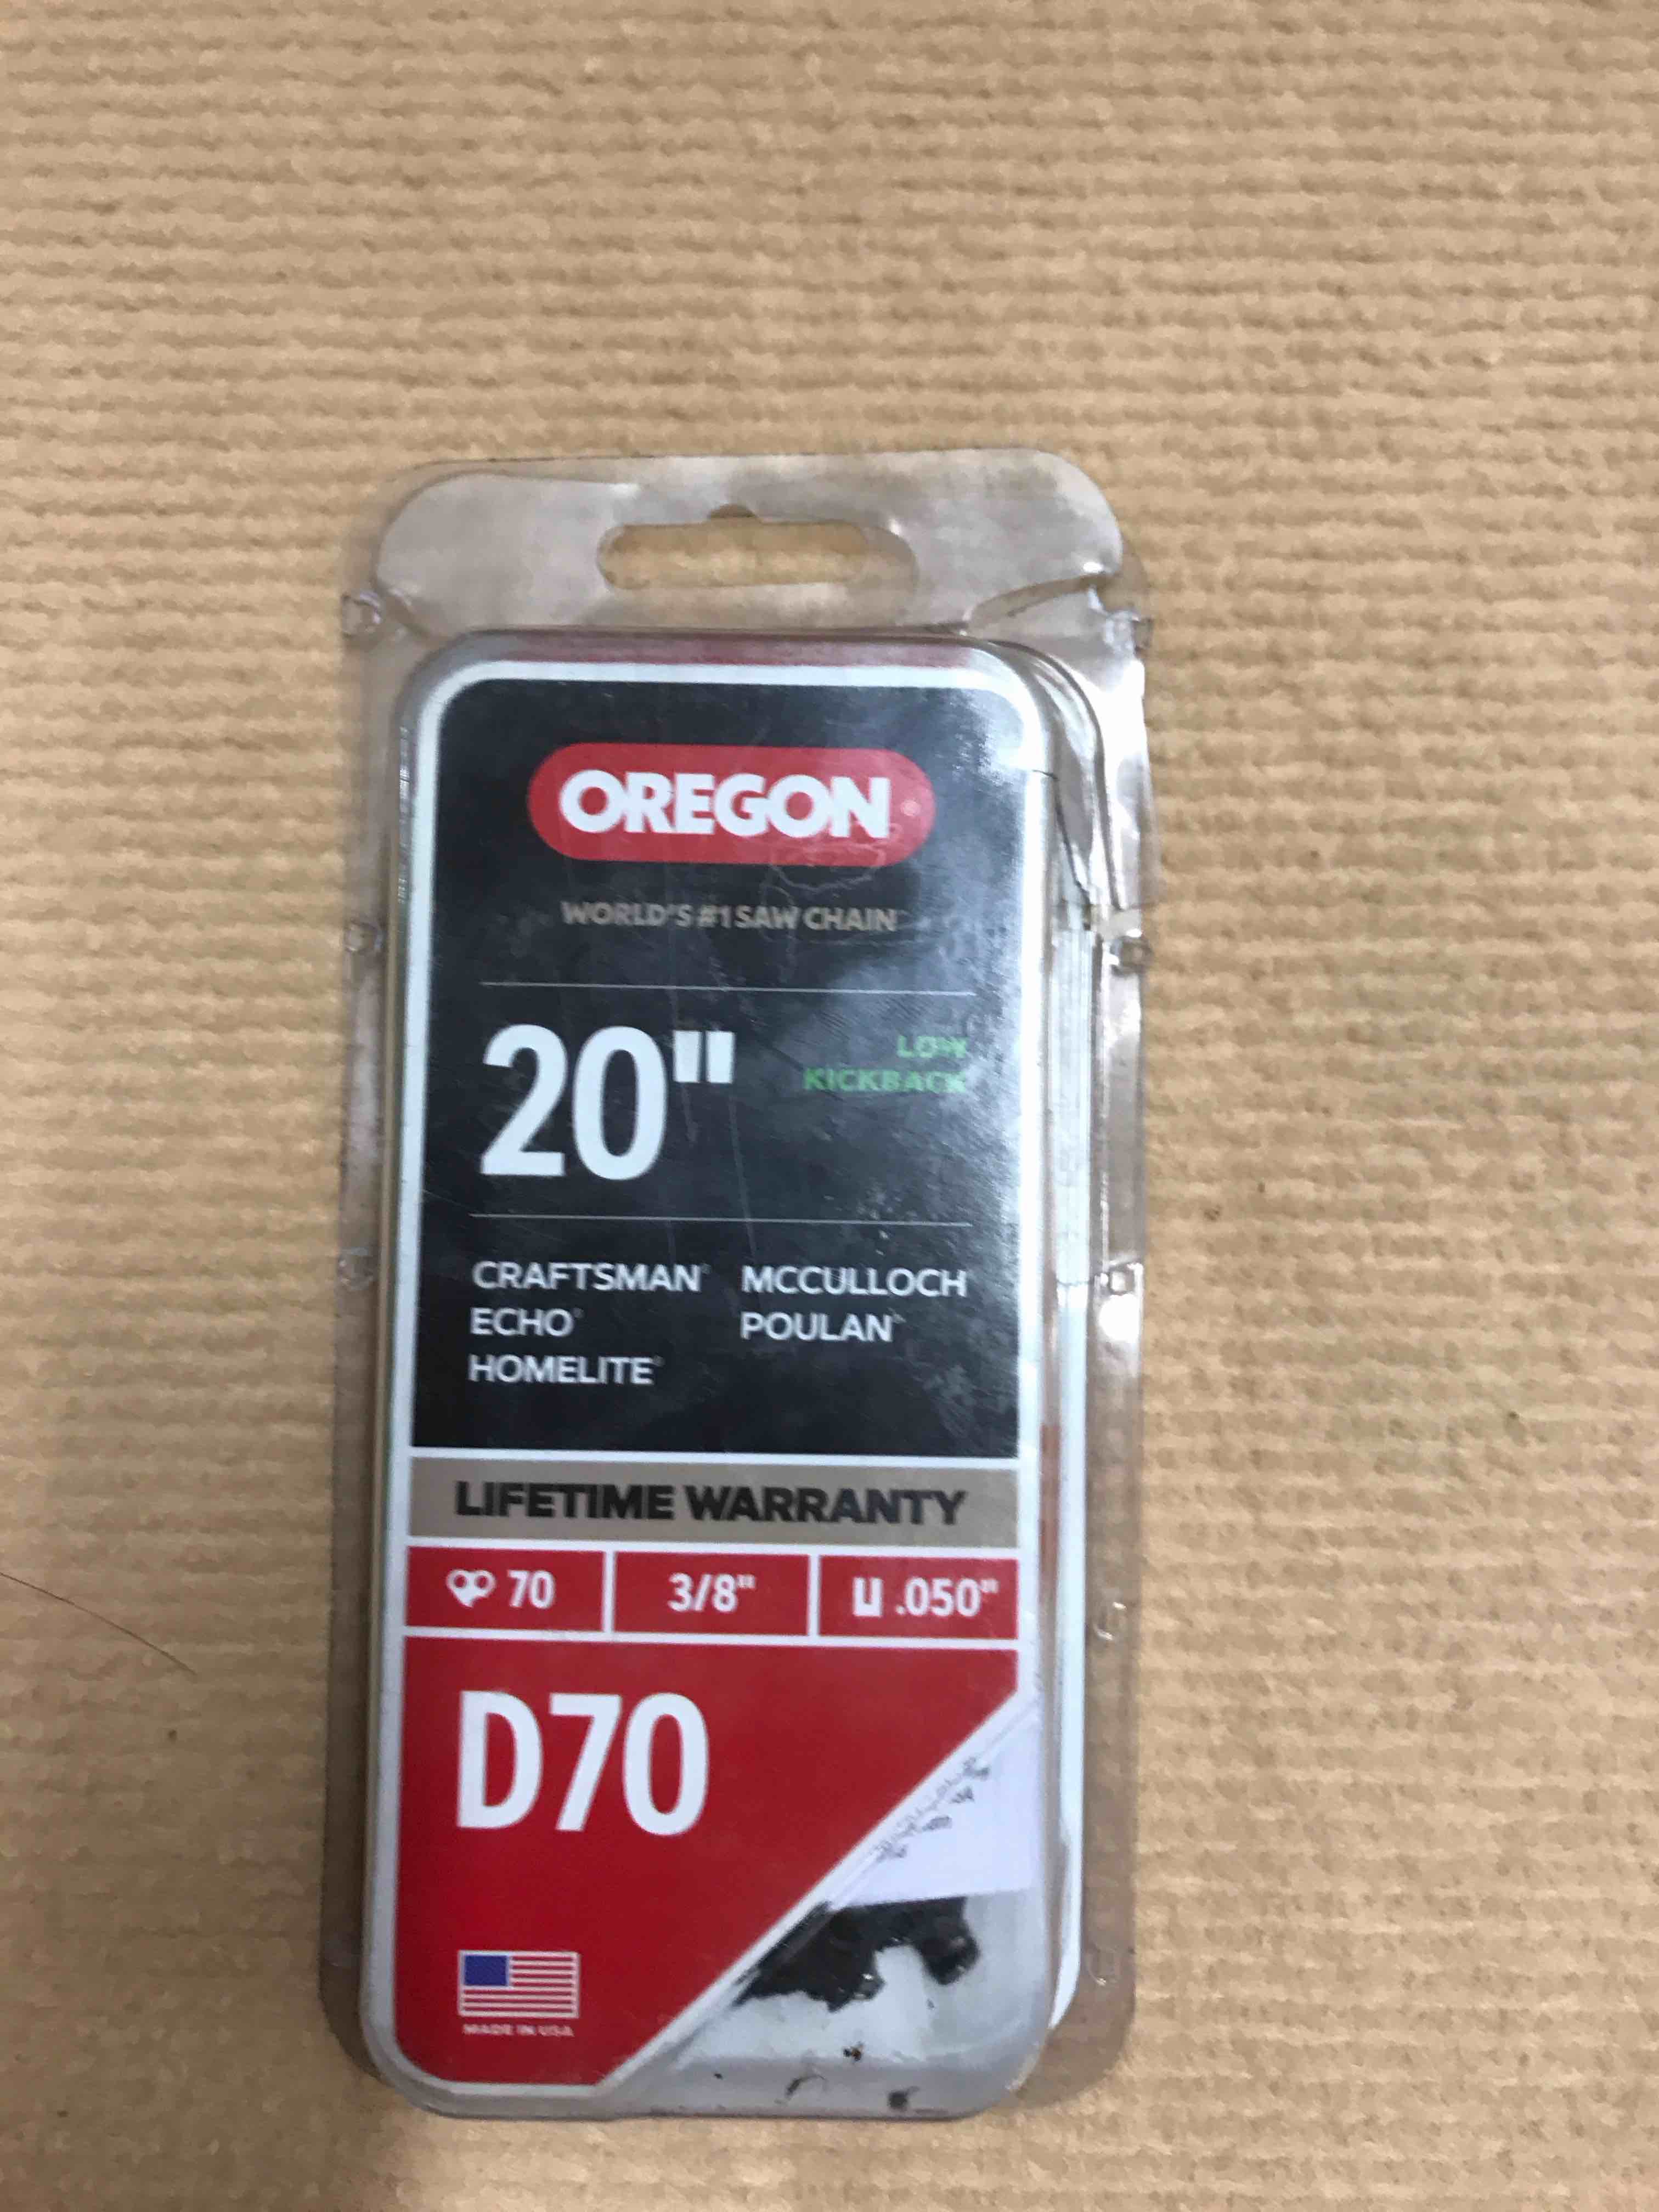 OREGON
WORLD'S #1 SAW CHAIN
20"
LOW
KICKBACK
CRAFTSMAN® MCCULLOCH®
ECHO® POULAN®
HOMELITE®
LIFETIME WARRANTY
70 3/8" .050"
D70
MADE IN USA